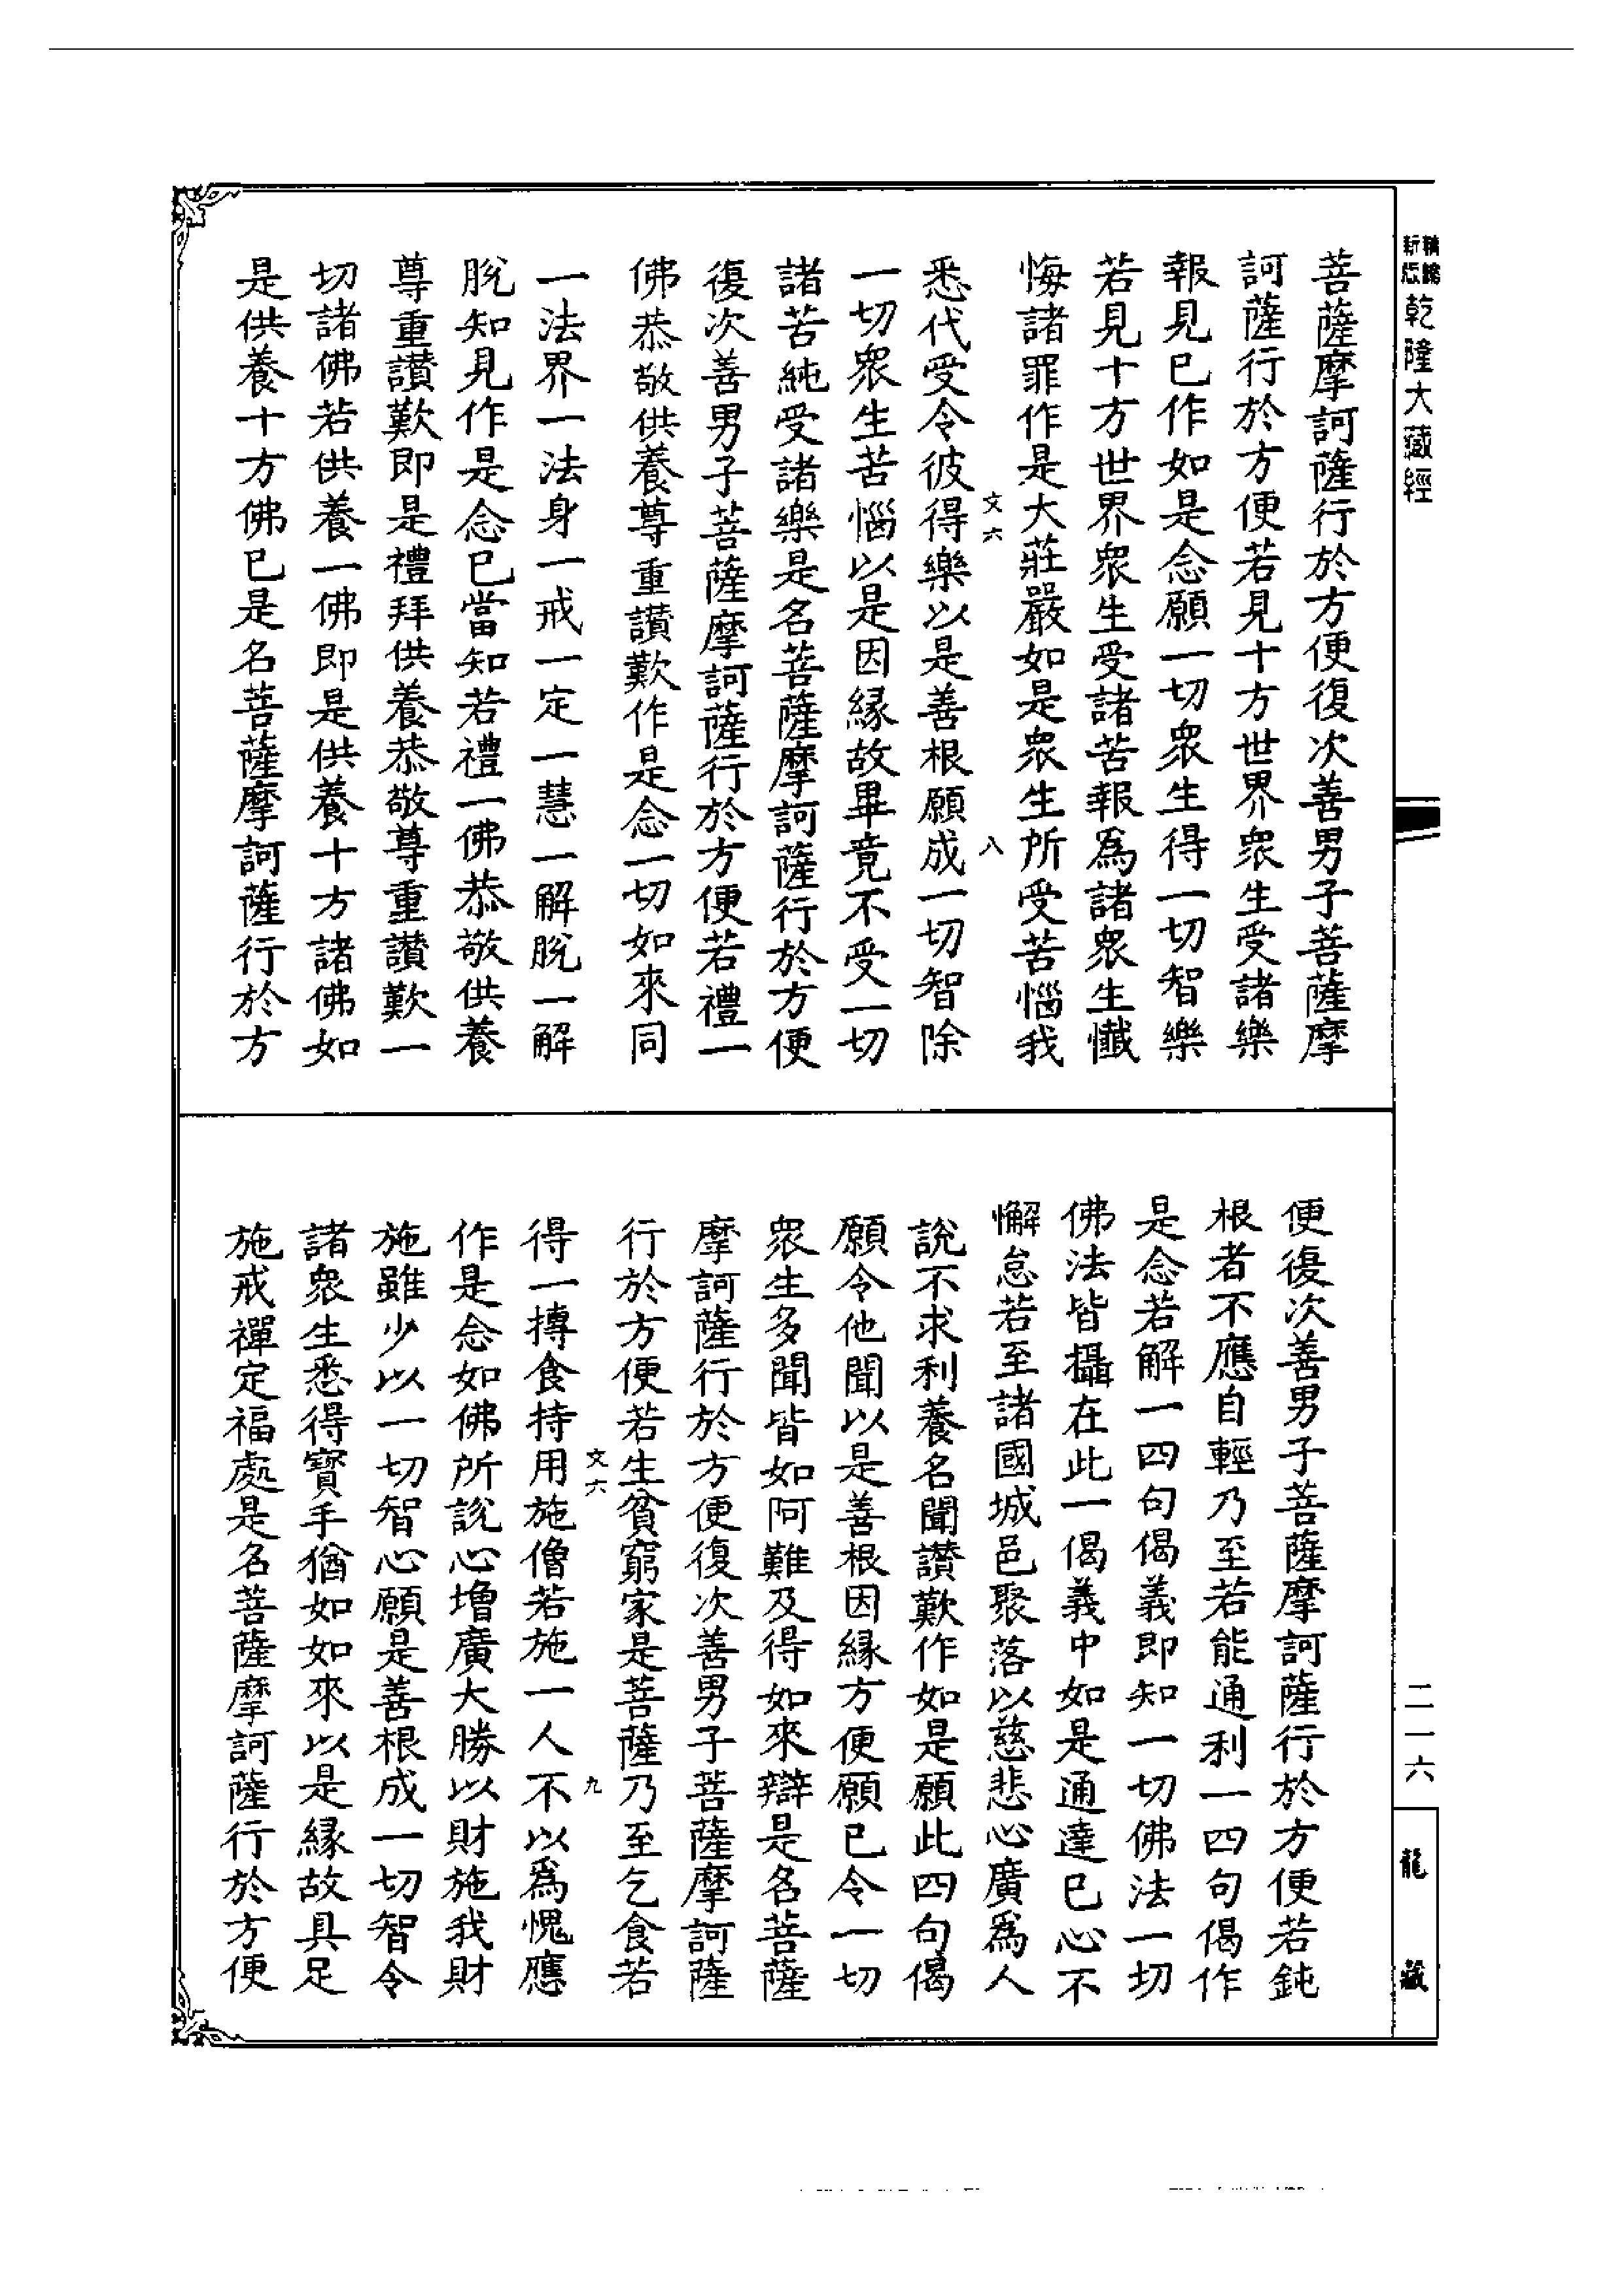 乾隆大藏經
菩薩摩訶薩行於方便復次善男子菩薩摩
訶薩行於方便若見十方世界衆生受諸樂
報見已作如是念願一切衆生得一切智樂
若見十方世界衆生受諸苦報爲諸衆生懺
悔諸罪作是大莊嚴如是衆生所受苦惱我
文六 八
悉代受令彼得樂以是善根願成一切智除
一切衆生苦惱以是因緣故畢竟不受一切
諸苦純受諸樂是名菩薩摩訶薩行於方便
復次善男子菩薩摩訶薩行於方便若禮一
佛恭敬供養尊重讚歎作是念一切如來同
一法界一法身一戒一定一慧一解脫一解
脫知見作是念已當知若禮一佛恭敬供養
尊重讚歎即是禮拜供養恭敬尊重讚歎一
切諸佛若供養一佛即是供養十方諸佛如
是供養十方佛已是名菩薩摩訶薩行於方
便復次善男子菩薩摩訶薩行於方便若鈍
根者不應自輕乃至若能通利一四句偈作
是念若解一四句偈義即知一切佛法一切
佛法皆攝在此一偈義中如是通達已心不
懈怠若至諸國城邑聚落以慈悲心廣爲人
說不求利養名聞讚歎作如是願此四句偈
願令他聞以是善根因緣方便願已令一切
衆生多聞皆如阿難及得如來辯是名菩薩
摩訶薩行於方便復次善男子菩薩摩訶薩
行於方便若生貧窮家是菩薩乃至乞食若
文六 九
得一摶食持用施僧若施一人不以爲愧應
作是念如佛所說心增廣大勝以財施我財
施雖少以一切智心願是善根成一切智令
諸衆生悉得寶手猶如如來以是緣故具足
施戒禪定福處是名菩薩摩訶薩行於方便
二一六
龍藏